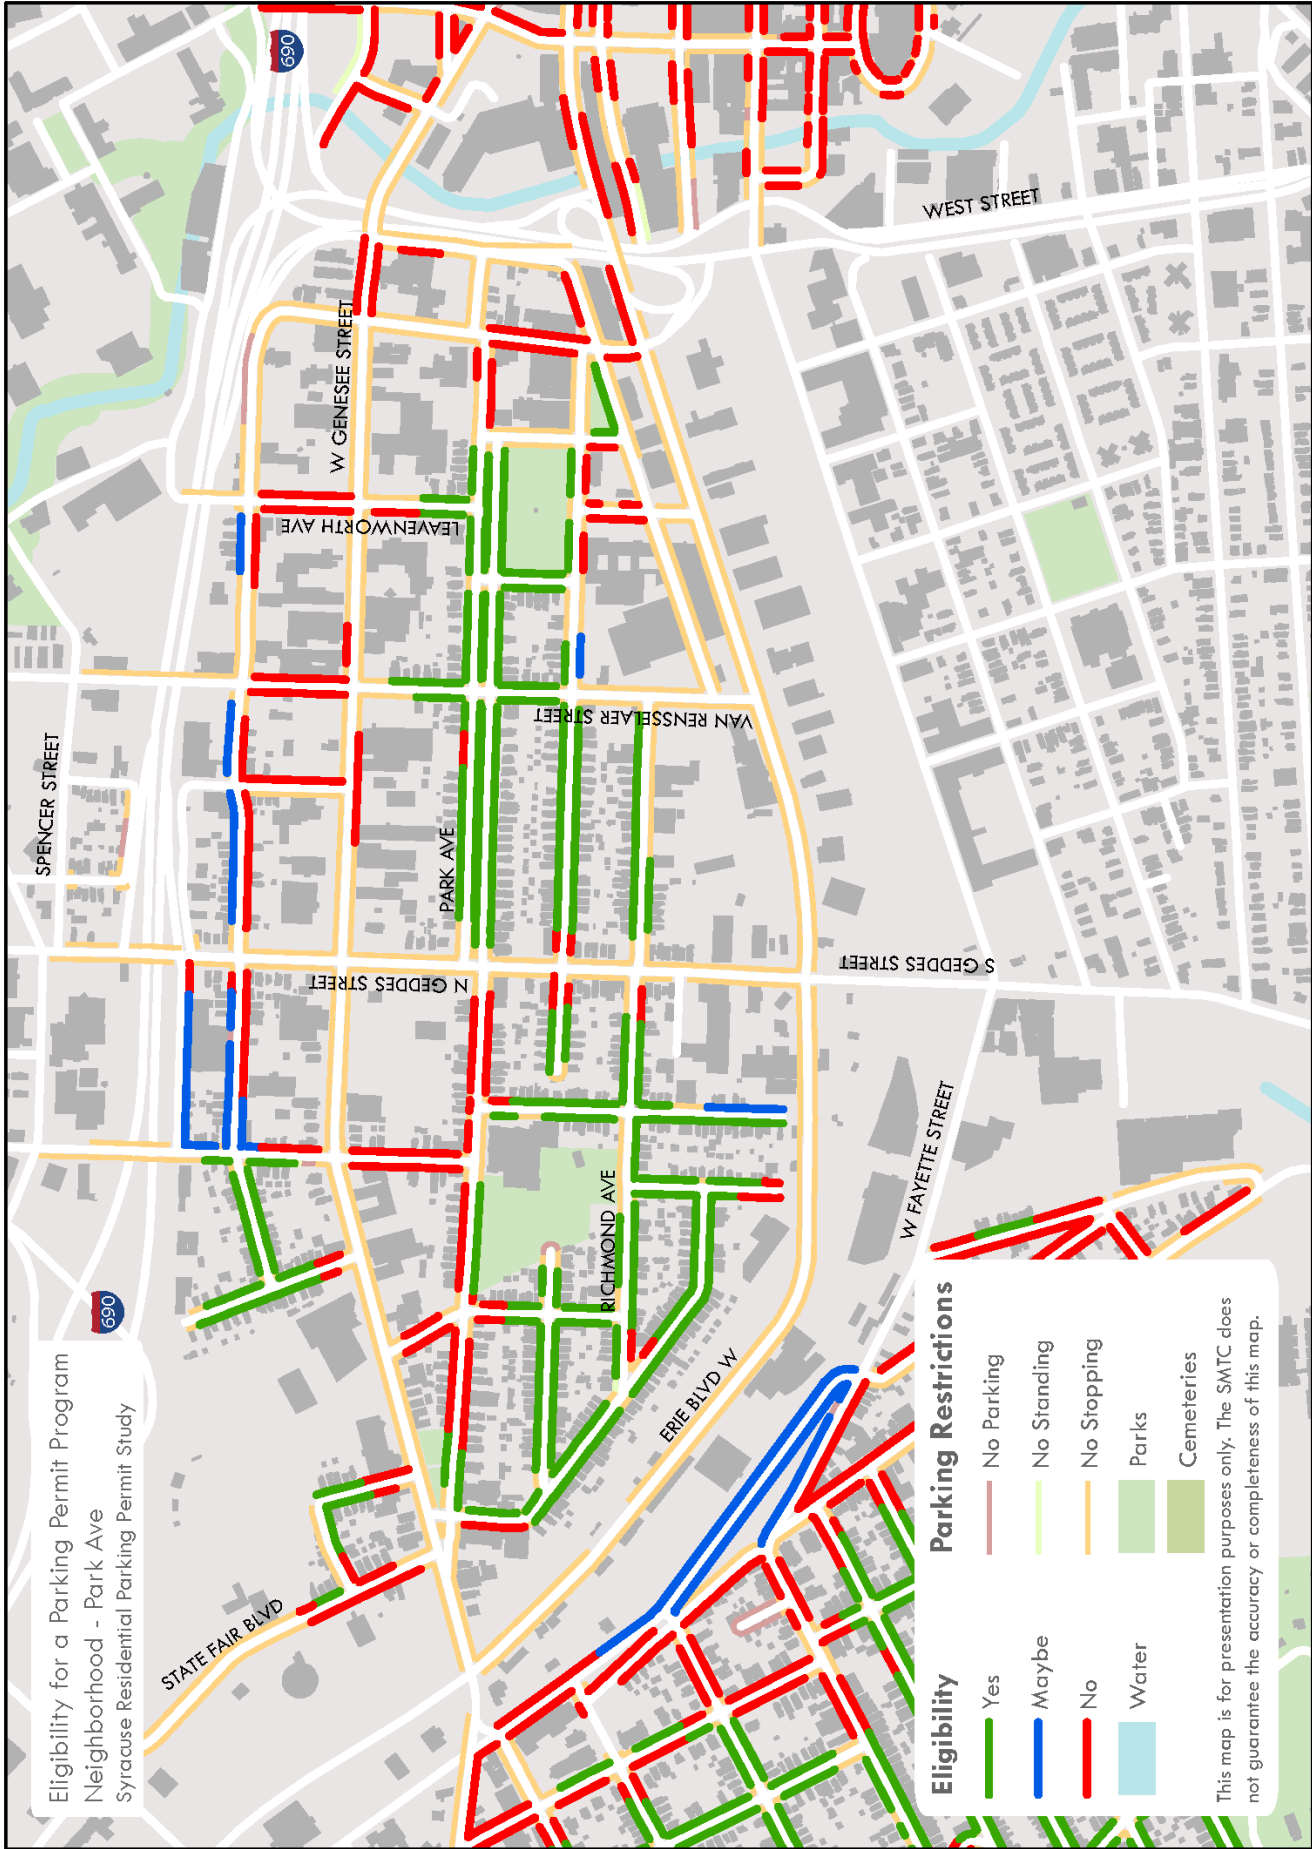 Eligibility for a Parking Permit Program
Neighborhood - Park Ave
Syracuse Residential Parking Permit Study
690
690
SPENCER STREET
W GENESEE STREET
LEAVENWORTH AVE
PARK AVE
VAN RENSSELAER STREET
N GEDDES STREET
S GEDDES STREET
WEST STREET
RICHMOND AVE
STATE FAIR BLVD
ERIE BLVD W
W FAYETTE STREET
Eligibility
Yes
Maybe
No
Water
Parking Restrictions
No Parking
No Standing
No Stopping
Parks
Cemeteries
This map is for presentation purposes only. The SMTC does
not guarantee the accuracy or completeness of this map.